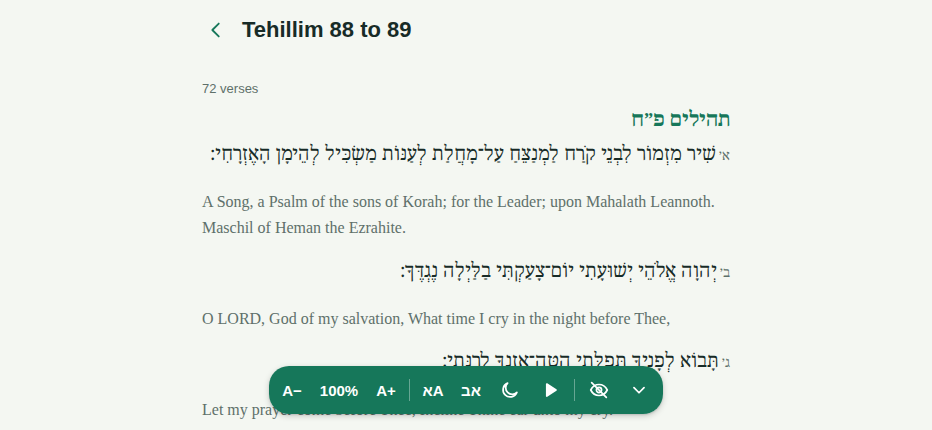 Tehillim 88 to 89
72 verses
תהילים פ״ח
א׳ שִׁיר מִזְמוֹר לִבְנֵי קֹרַח לַמְנַצֵּחַ עַל־מָחֲלַת לְעַנּוֹת מַשְׂכִּיל לְהֵימָן הָאֶזְרָחִי׃
A Song, a Psalm of the sons of Korah; for the Leader; upon Mahalath Leannoth.
Maschil of Heman the Ezrahite.
ב׳ יְהוָה אֱלֹהֵי יְשׁוּעָתִי יוֹם־צָעַקְתִּי בַלַּיְלָה נֶגְדֶּךָ׃
O LORD, God of my salvation, What time I cry in the night before Thee,
ג׳ תָּבוֹא לְפָנֶיךָ תְּפִלָּתִי הַטֵּה־אָזְנְךָ לְרִנָּתִי׃
A− 100% A+ אA אב
Let my prayer